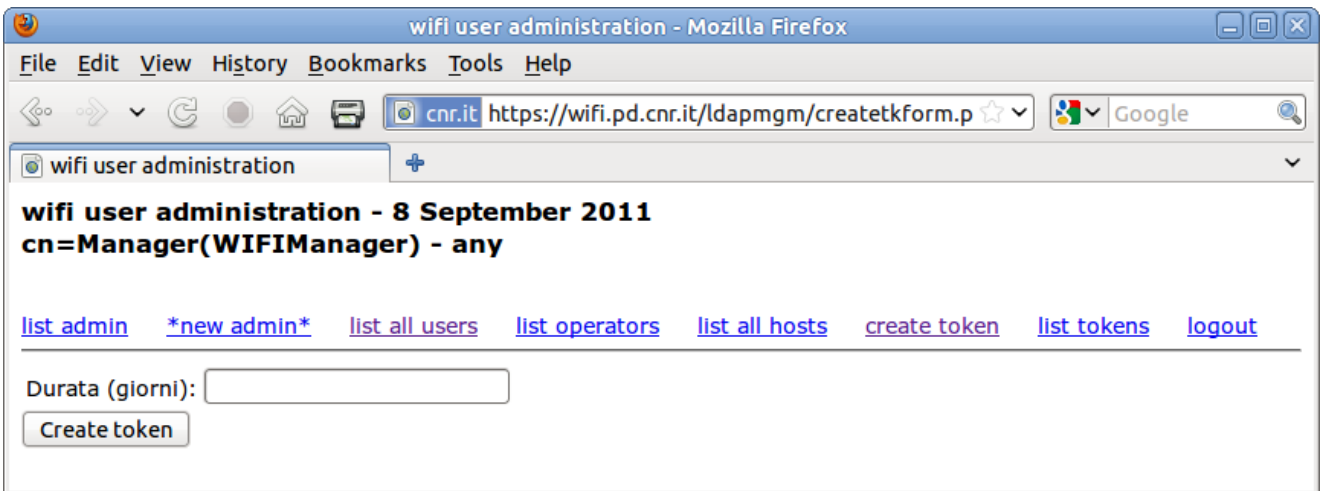 wifi user administration - Mozilla Firefox
File Edit View History Bookmarks Tools Help
cnr.it https://wifi.pd.cnr.it/ldapmgm/createtkform.p Google
wifi user administration
wifi user administration - 8 September 2011
cn=Manager(WIFIManager) - any
list admin *new admin* list all users list operators list all hosts create token list tokens logout
Durata (giorni):
Create token